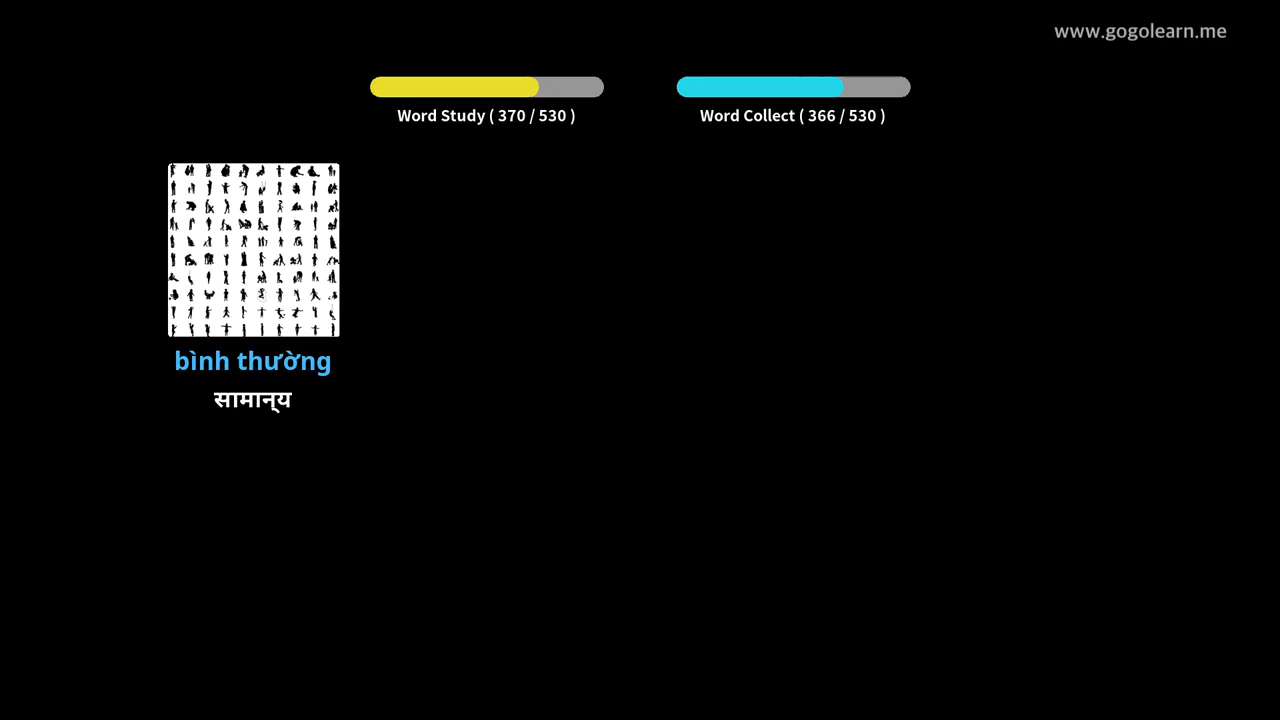 www.gogolearn.me
Word Study ( 370 / 530 )
Word Collect ( 366 / 530 )
bình thường
सामान्य